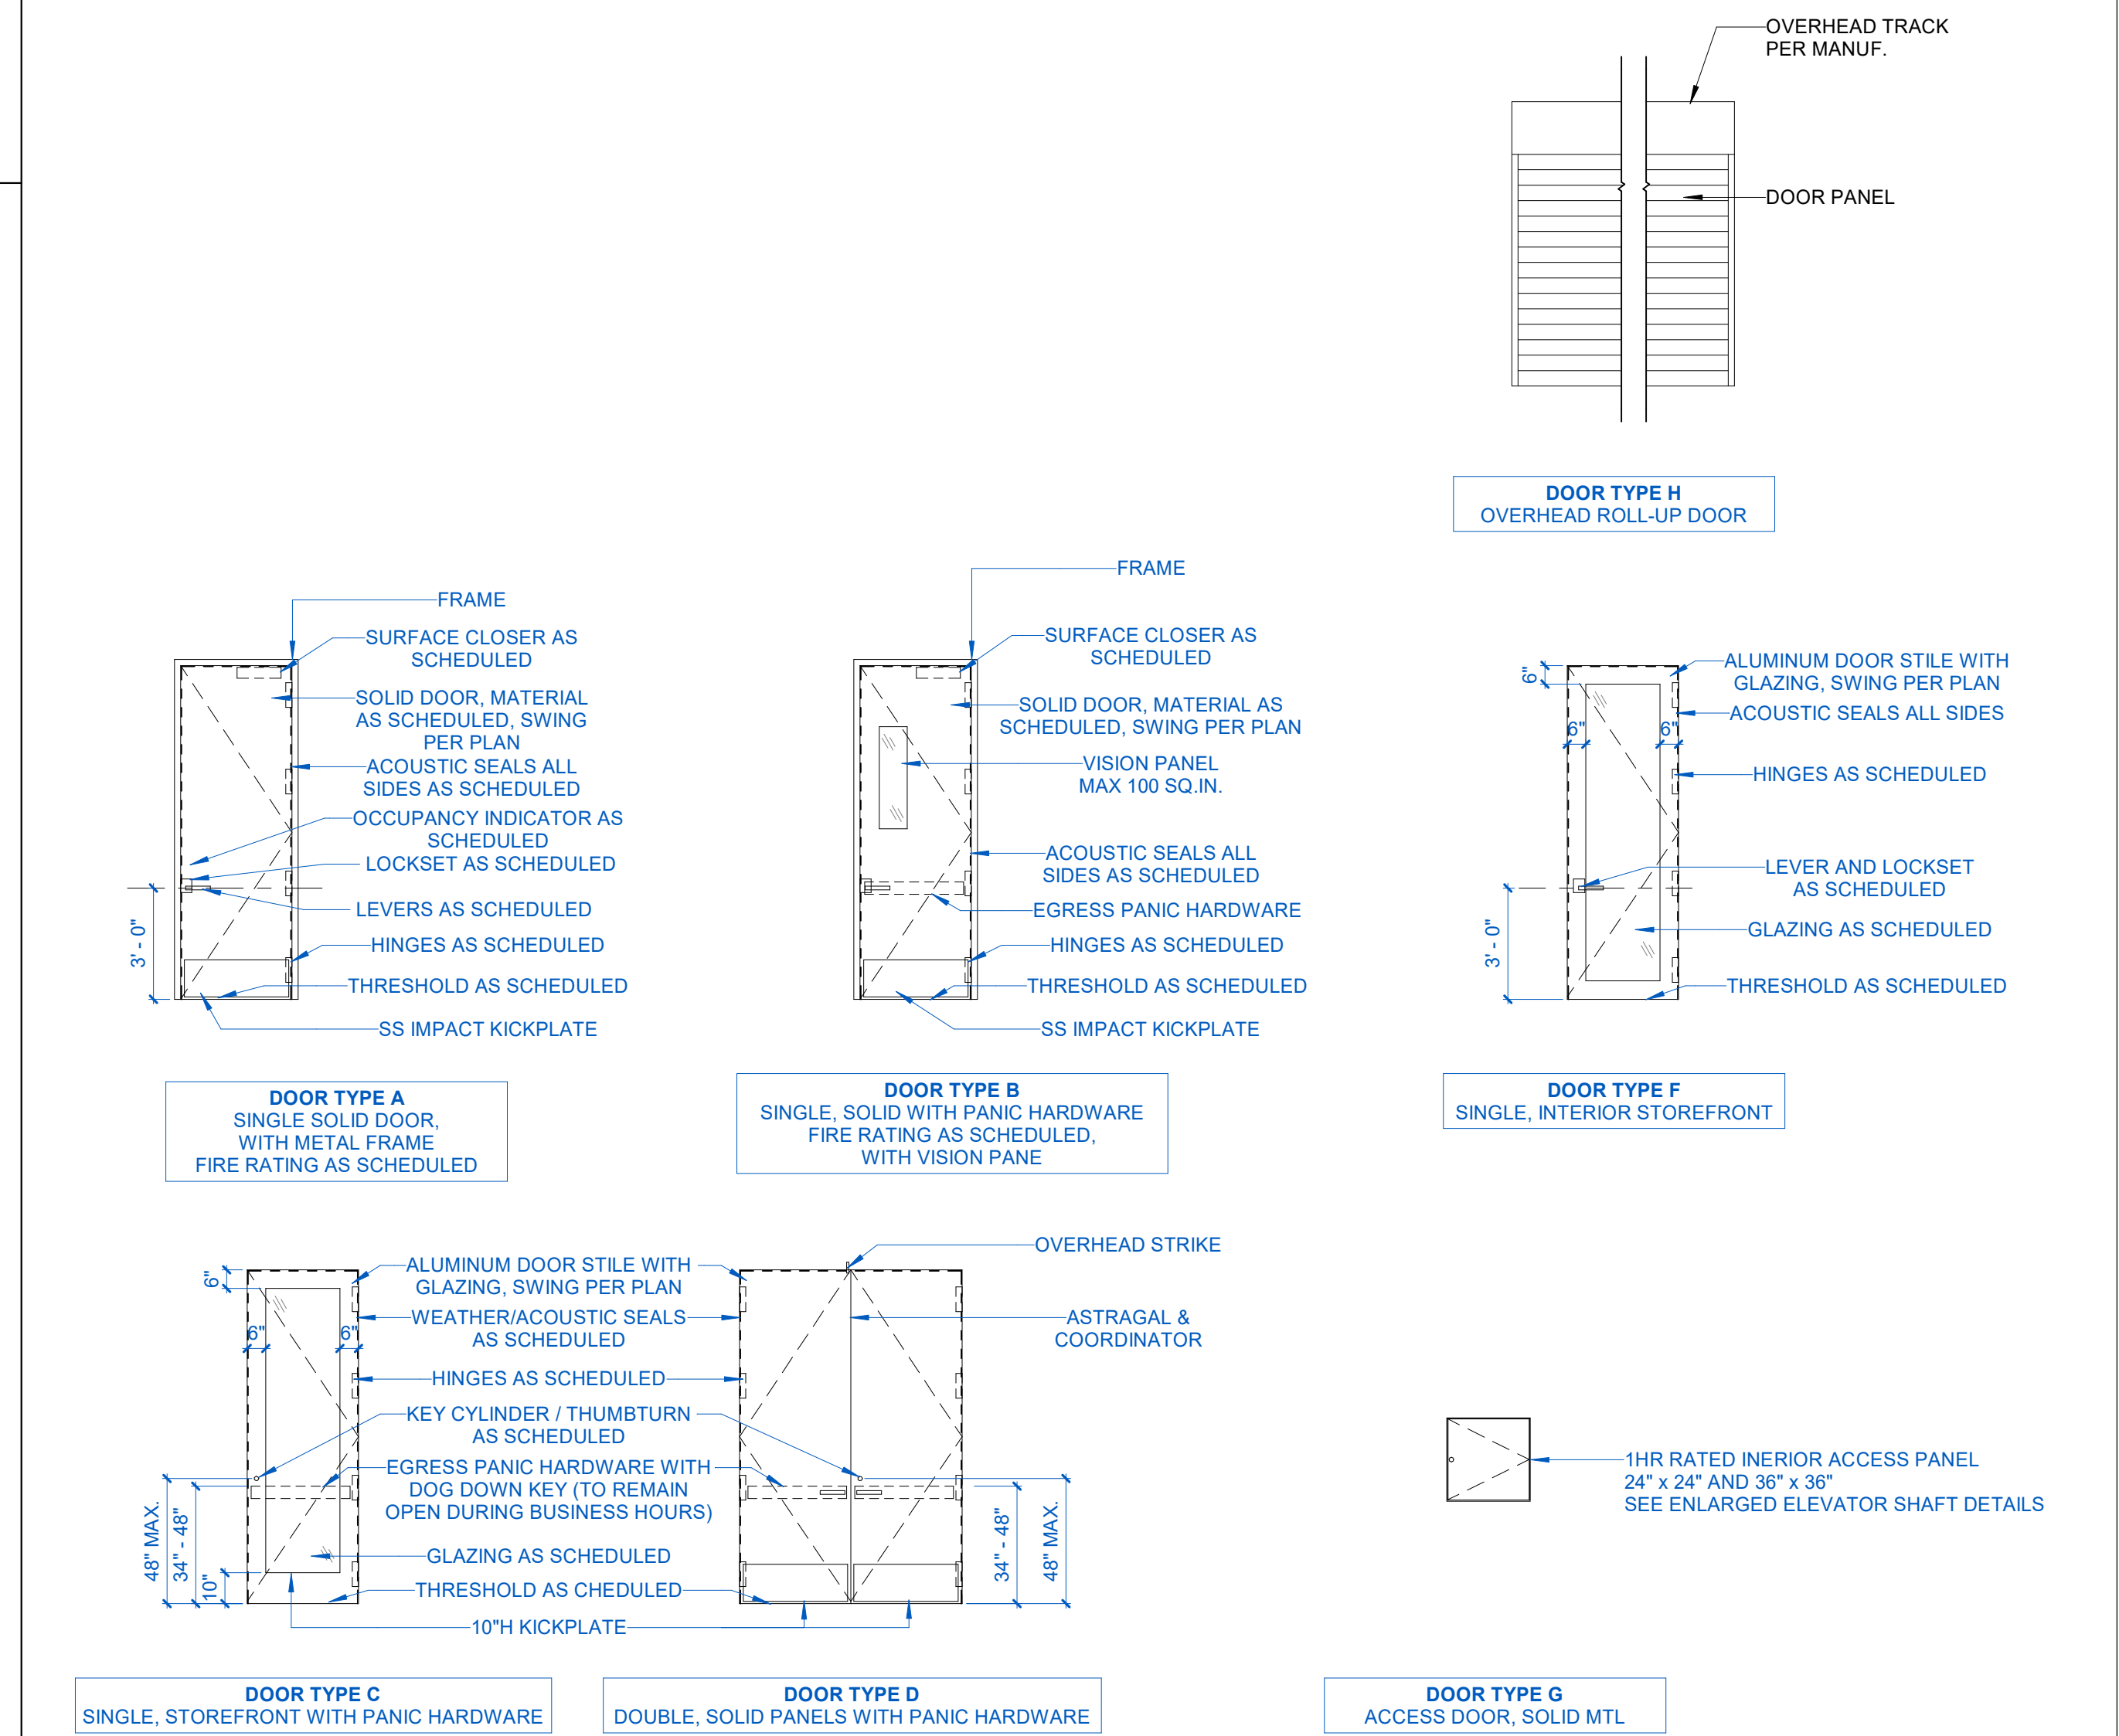 OVERHEAD TRACK
PER MANUF.
DOOR PANEL
DOOR TYPE H
OVERHEAD ROLL-UP DOOR
FRAME
SURFACE CLOSER AS
SCHEDULED
SOLID DOOR, MATERIAL
AS SCHEDULED, SWING
PER PLAN
ACOUSTIC SEALS ALL
SIDES AS SCHEDULED
OCCUPANCY INDICATOR AS
SCHEDULED
LOCKSET AS SCHEDULED
LEVERS AS SCHEDULED
HINGES AS SCHEDULED
THRESHOLD AS SCHEDULED
SS IMPACT KICKPLATE
3' - 0"
DOOR TYPE A
SINGLE SOLID DOOR,
WITH METAL FRAME
FIRE RATING AS SCHEDULED
FRAME
SURFACE CLOSER AS
SCHEDULED
SOLID DOOR, MATERIAL AS
SCHEDULED, SWING PER PLAN
VISION PANEL
MAX 100 SQ.IN.
ACOUSTIC SEALS ALL
SIDES AS SCHEDULED
EGRESS PANIC HARDWARE
HINGES AS SCHEDULED
THRESHOLD AS SCHEDULED
SS IMPACT KICKPLATE
DOOR TYPE B
SINGLE, SOLID WITH PANIC HARDWARE
FIRE RATING AS SCHEDULED,
WITH VISION PANE
6"
6"
6"
3' - 0"
ALUMINUM DOOR STILE WITH
GLAZING, SWING PER PLAN
ACOUSTIC SEALS ALL SIDES
HINGES AS SCHEDULED
LEVER AND LOCKSET
AS SCHEDULED
GLAZING AS SCHEDULED
THRESHOLD AS SCHEDULED
DOOR TYPE F
SINGLE, INTERIOR STOREFRONT
6"
6"
6"
48" MAX.
34" - 48"
10"
ALUMINUM DOOR STILE WITH
GLAZING, SWING PER PLAN
WEATHER/ACOUSTIC SEALS
AS SCHEDULED
HINGES AS SCHEDULED
KEY CYLINDER / THUMBTURN
AS SCHEDULED
EGRESS PANIC HARDWARE WITH
DOG DOWN KEY (TO REMAIN
OPEN DURING BUSINESS HOURS)
GLAZING AS SCHEDULED
THRESHOLD AS CHEDULED
10"H KICKPLATE
OVERHEAD STRIKE
ASTRAGAL &
COORDINATOR
34" - 48"
48" MAX.
DOOR TYPE C
SINGLE, STOREFRONT WITH PANIC HARDWARE
DOOR TYPE D
DOUBLE, SOLID PANELS WITH PANIC HARDWARE
1HR RATED INERIOR ACCESS PANEL
24" x 24" AND 36" x 36"
SEE ENLARGED ELEVATOR SHAFT DETAILS
DOOR TYPE G
ACCESS DOOR, SOLID MTL